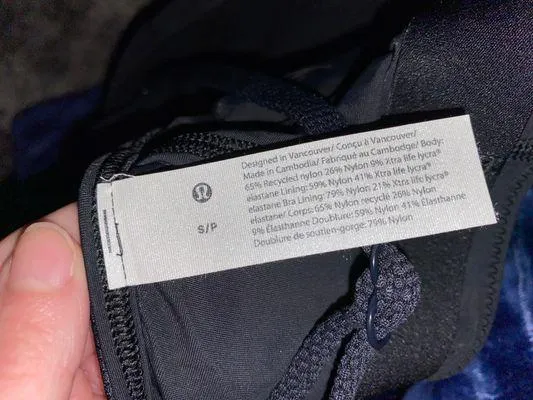 S/P
Designed in Vancouver/ Conçu à Vancouver/
Made in Cambodia/ Fabriqué au Cambodge/ Body:
65% Recycled nylon 26% Nylon 9% Xtra life lycra®
elastane Lining: 59% Nylon 41% Xtra life lycra®
elastane Bra Lining: 79% Nylon 21% Xtra life lycra®
elastane/ Corps: 65% Nylon recyclé 26% Nylon
9% Élasthanne Doublure: 59% Nylon 41% Élasthanne
Doublure de soutien-gorge: 79% Nylon